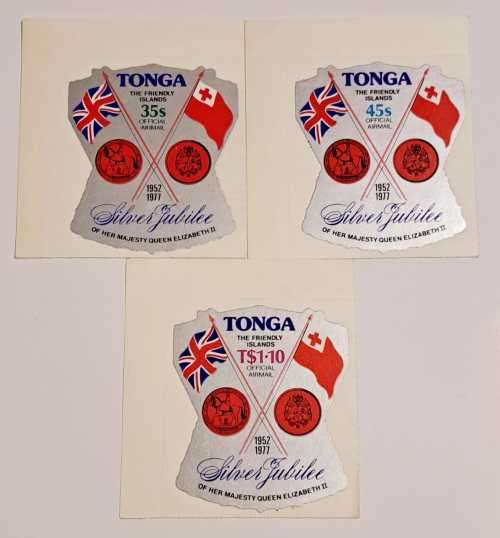 TONGA
THE FRIENDLY
ISLANDS
35s
OFFICIAL
AIRMAIL
1952
1977
Silver Jubilee
OF HER MAJESTY QUEEN ELIZABETH II
TONGA
THE FRIENDLY
ISLANDS
45s
OFFICIAL
AIRMAIL
1952
1977
Silver Jubilee
OF HER MAJESTY QUEEN ELIZABETH II
TONGA
THE FRIENDLY
ISLANDS
T$1·10
OFFICIAL
AIRMAIL
1952
1977
Silver Jubilee
OF HER MAJESTY QUEEN ELIZABETH II